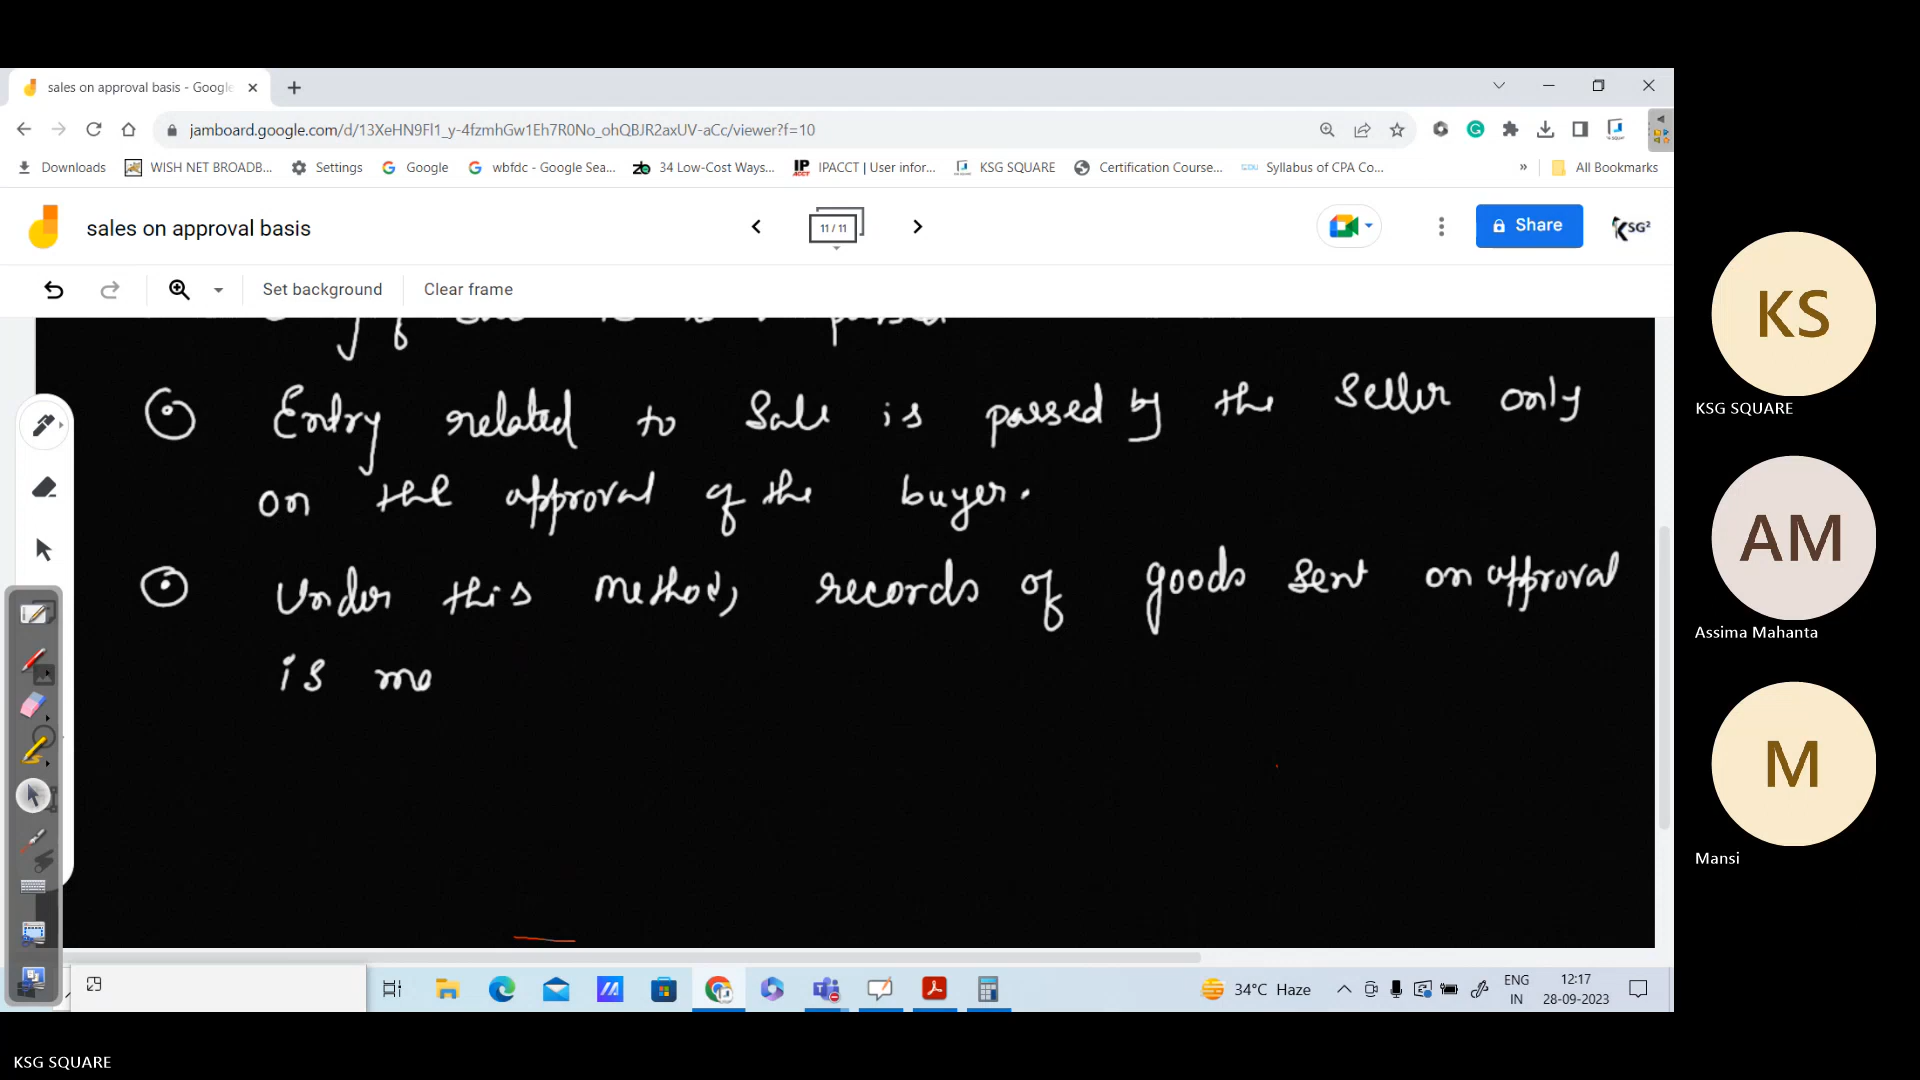 sales on approval basis - Google
jamboard.google.com/d/13XeHN9Fl1_y-4fzmhGw1Eh7R0No_ohQBJR2axUV-aCc/viewer?f=10
Downloads WISH NET BROADB... Settings Google wbfdc - Google Sea... 34 Low-Cost Ways... IPACCT | User infor... KSG SQUARE Certification Course... Syllabus of CPA Co... » All Bookmarks
sales on approval basis 11 / 11 Share KSG²
Set background Clear frame
passed
Entry related to Sale is passed by the Seller only
on the approval of the buyer.
Under this method, records of goods sent on approval
is me
KS
KSG SQUARE
AM
Assima Mahanta
M
Mansi
34°C Haze ENG IN 12:17 28-09-2023
KSG SQUARE